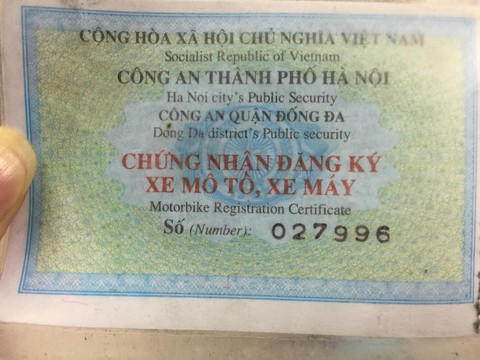 CỘNG HÒA XÃ HỘI CHỦ NGHĨA VIỆT NAM
Socialist Republic of Vietnam
CÔNG AN THÀNH PHỐ HÀ NỘI
Ha Noi city's Public Security
CÔNG AN QUẬN ĐỐNG ĐA
Dong Da district's Public security
CHỨNG NHẬN ĐĂNG KÝ
XE MÔ TÔ, XE MÁY
Motorbike Registration Certificate
Số (Number): 027996